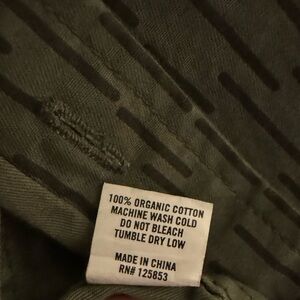 100% ORGANIC COTTON
MACHINE WASH COLD
DO NOT BLEACH
TUMBLE DRY LOW
MADE IN CHINA
RN# 125853